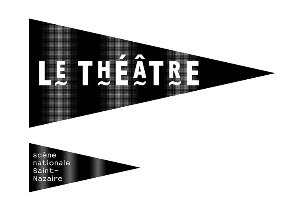 LE THÉÂTRE
scène
nationale
Saint-
Nazaire